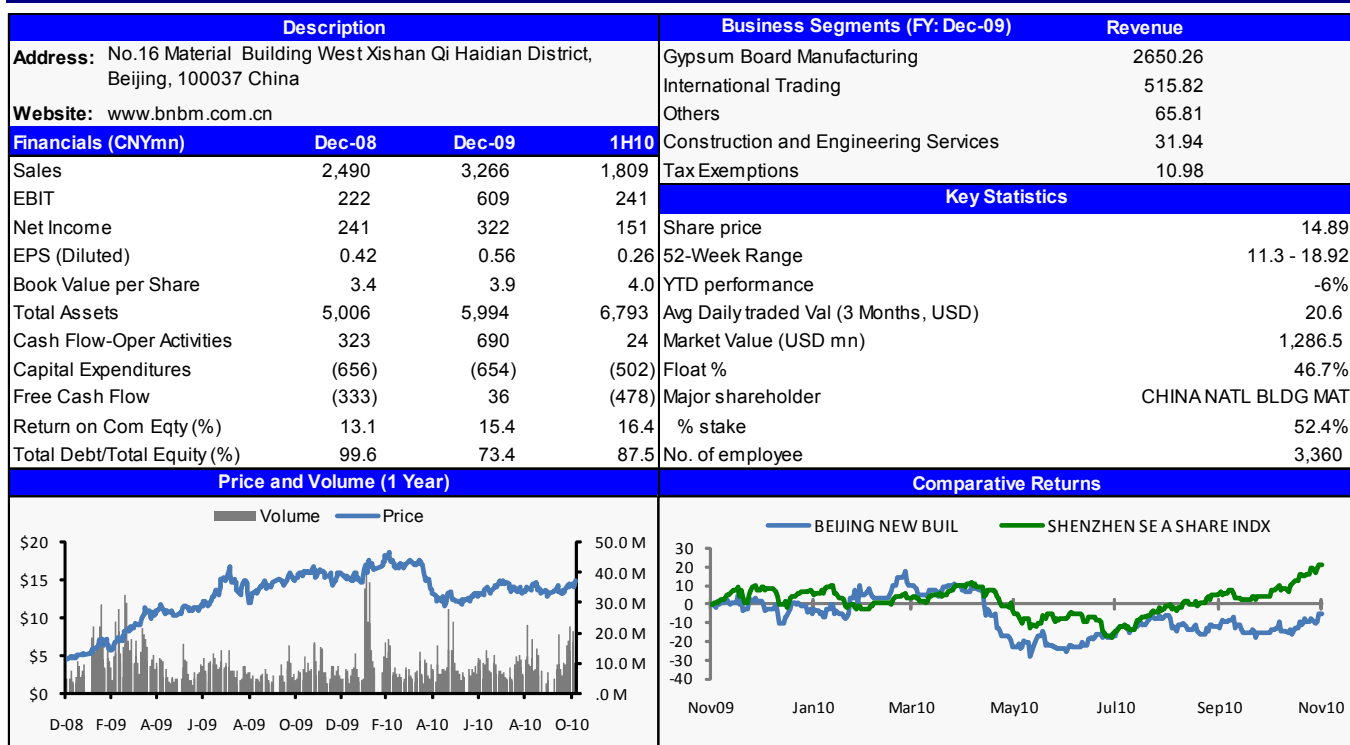 Description
Address: No.16 Material Building West Xishan Qi Haidian District,
Beijing, 100037 China
Website: www.bnbm.com.cn
Financials (CNYmn) Dec-08 Dec-09 1H10
Sales 2,490 3,266 1,809
EBIT 222 609 241
Net Income 241 322 151
EPS (Diluted) 0.42 0.56 0.26
Book Value per Share 3.4 3.9 4.0
Total Assets 5,006 5,994 6,793
Cash Flow-Oper Activities 323 690 24
Capital Expenditures (656) (654) (502)
Free Cash Flow (333) 36 (478)
Return on Com Eqty (%) 13.1 15.4 16.4
Total Debt/Total Equity (%) 99.6 73.4 87.5
Business Segments (FY: Dec-09) Revenue
Gypsum Board Manufacturing 2650.26
International Trading 515.82
Others 65.81
Construction and Engineering Services 31.94
Tax Exemptions 10.98
Key Statistics
Share price 14.89
52-Week Range 11.3 - 18.92
YTD performance -6%
Avg Daily traded Val (3 Months, USD) 20.6
Market Value (USD mn) 1,286.5
Float % 46.7%
Major shareholder CHINA NATL BLDG MAT
% stake 52.4%
No. of employee 3,360
Price and Volume (1 Year)
Volume Price
$20 50.0 M
40.0 M
$15
30.0 M
$10
20.0 M
$5
10.0 M
$0 .0 M
D-08 F-09 A-09 J-09 A-09 O-09 D-09 F-10 A-10 J-10 A-10 O-10
Comparative Returns
BEIJING NEW BUIL SHENZHEN SE A SHARE INDX
30
20
10
0
-10
-20
-30
-40
Nov09 Jan10 Mar10 May10 Jul10 Sep10 Nov10